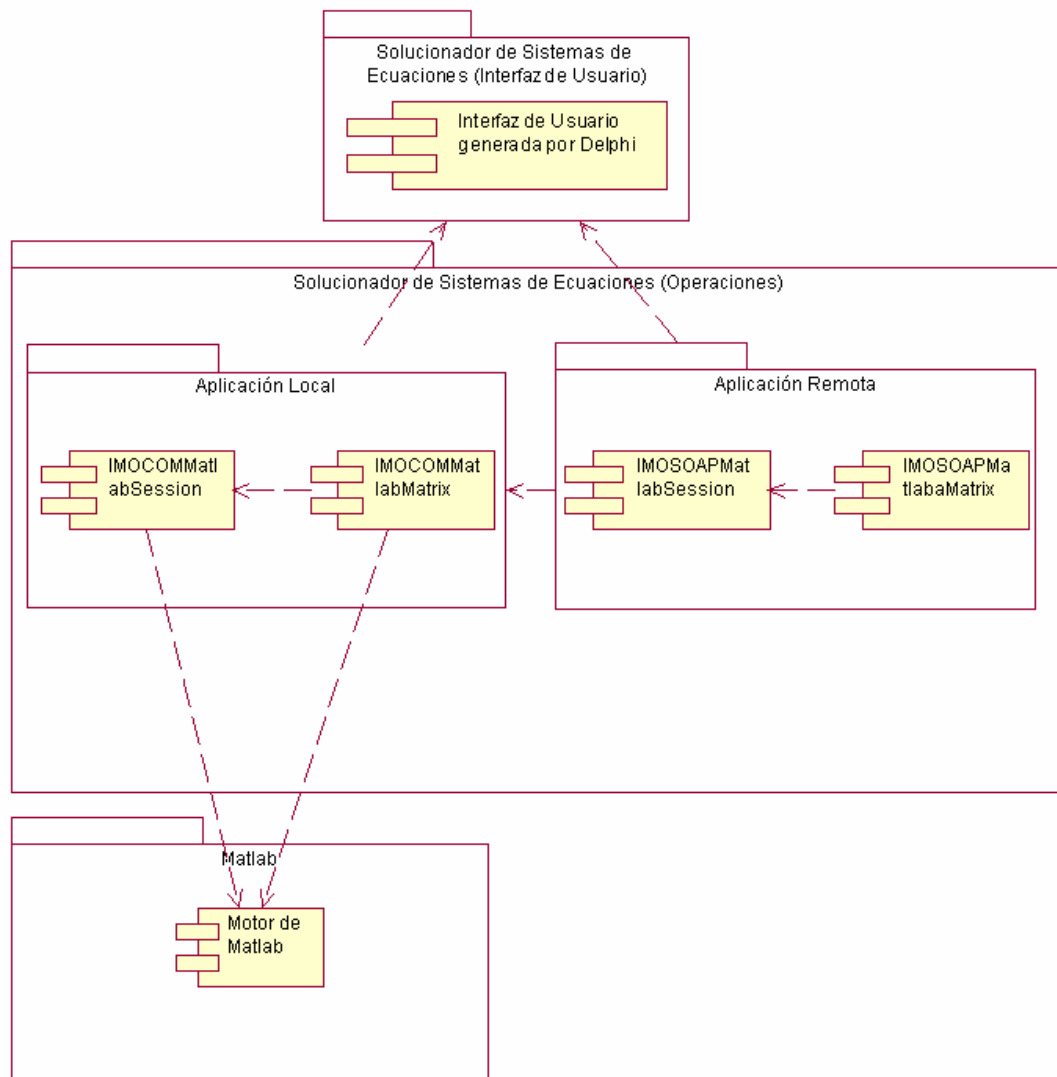 Solucionador de Sistemas de
Ecuaciones (Interfaz de Usuario)
Interfaz de Usuario
generada por Delphi
Solucionador de Sistemas de Ecuaciones (Operaciones)
Aplicación Local
Aplicación Remota
IMOCOMMatl
abSession
IMOCOMMat
labMatrix
IMOSOAPMat
labSession
IMOSOAPMa
tlabaMatrix
Matlab
Motor de
Matlab